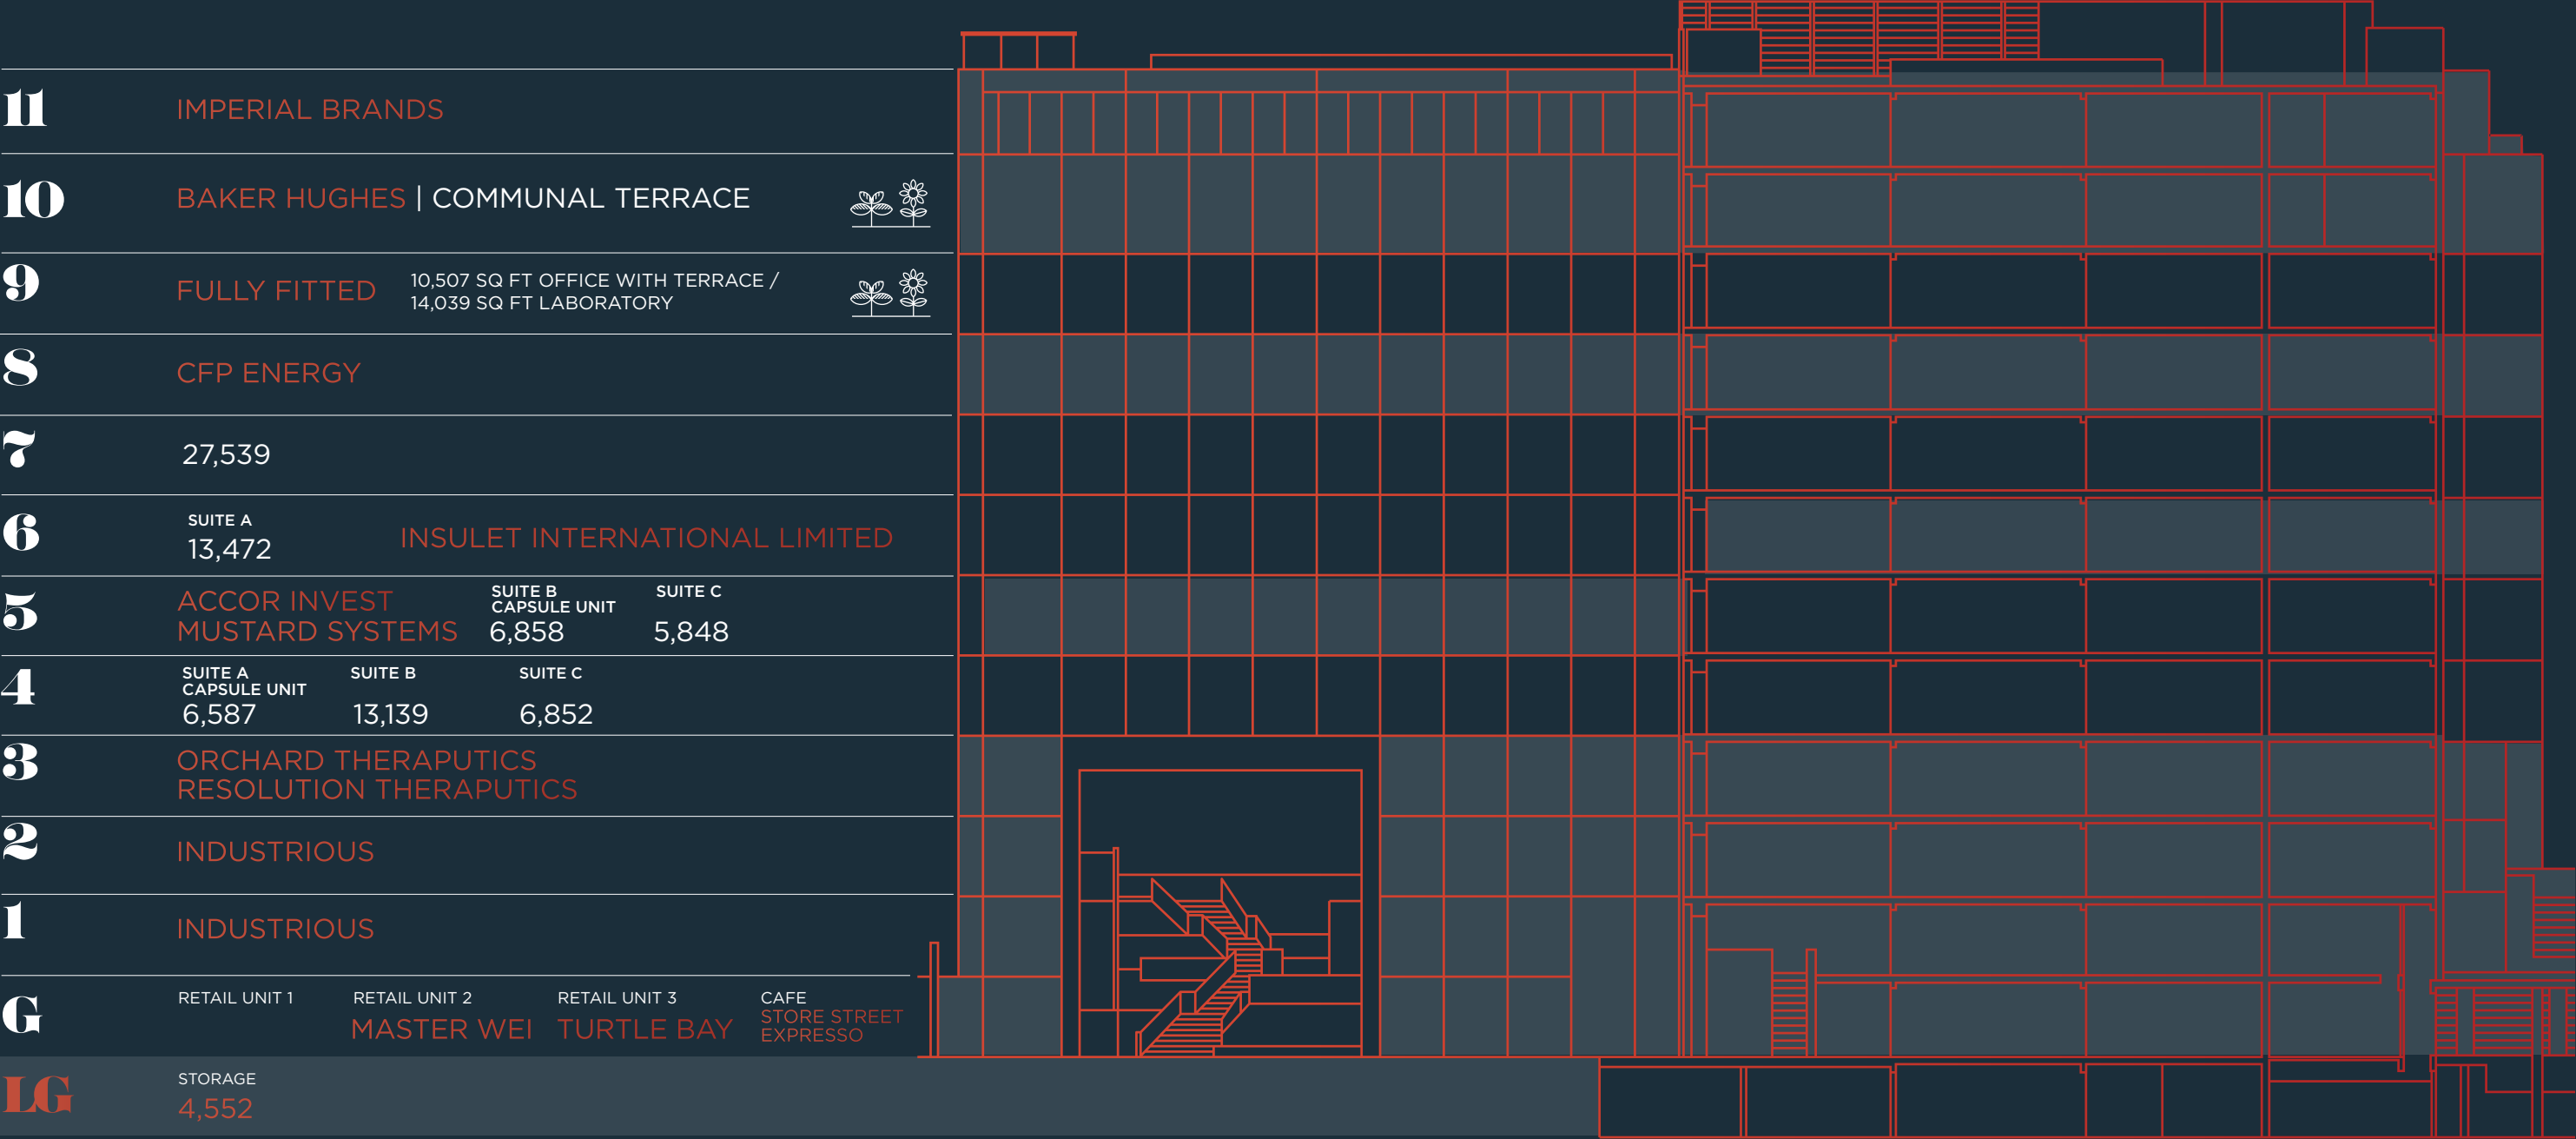 11
IMPERIAL BRANDS
10
BAKER HUGHES | COMMUNAL TERRACE
9
FULLY FITTED
10,507 SQ FT OFFICE WITH TERRACE /
14,039 SQ FT LABORATORY
8
CFP ENERGY
7
27,539
6
SUITE A
13,472
INSULET INTERNATIONAL LIMITED
5
ACCOR INVEST
MUSTARD SYSTEMS
SUITE B
CAPSULE UNIT
6,858
SUITE C
5,848
4
SUITE A
CAPSULE UNIT
6,587
SUITE B
13,139
SUITE C
6,852
3
ORCHARD THERAPUTICS
RESOLUTION THERAPUTICS
2
INDUSTRIOUS
1
INDUSTRIOUS
G
RETAIL UNIT 1
RETAIL UNIT 2
MASTER WEI
RETAIL UNIT 3
TURTLE BAY
CAFE
STORE STREET
EXPRESSO
LG
STORAGE
4,552